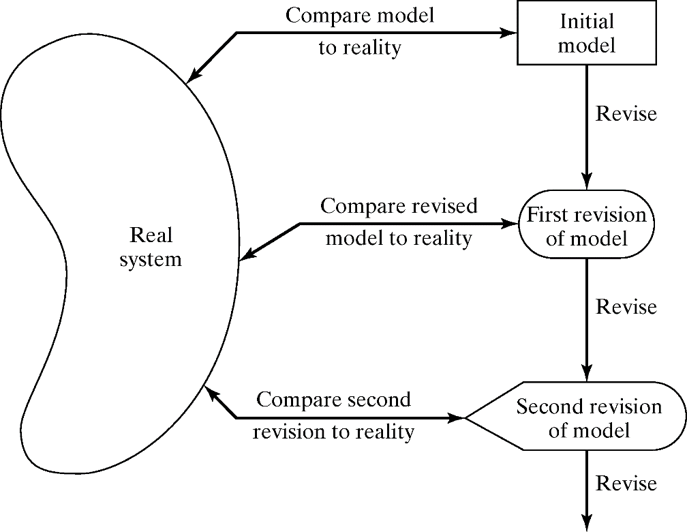 Compare model
to reality
Initial
model
Revise
Real
system
Compare revised
model to reality
First revision
of model
Revise
Compare second
revision to reality
Second revision
of model
Revise